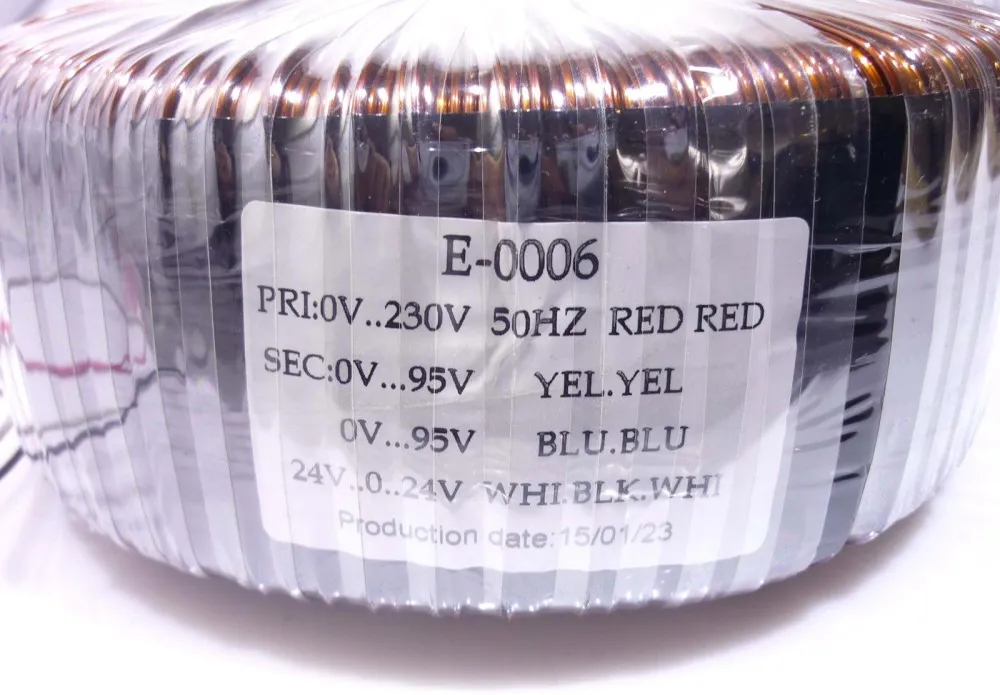 E-0006
PRI:0V..230V 50HZ RED RED
SEC:0V...95V YEL.YEL
0V...95V BLU.BLU
24V..0..24V WHI.BLK.WHI
Production date:15/01/23